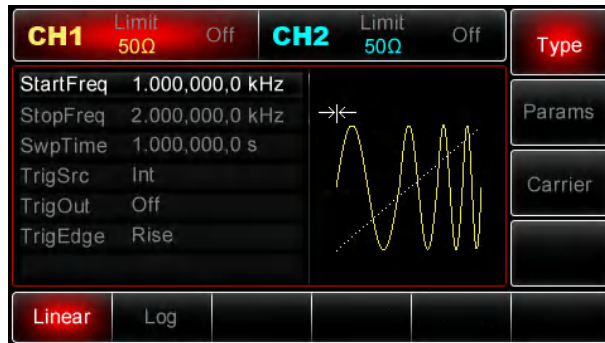 CH1 Limit 50Ω Off CH2 Limit 50Ω Off
Type
StartFreq 1.000,000,0 kHz
StopFreq 2.000,000,0 kHz
SwpTime 1.000,000,0 s
TrigSrc Int
TrigOut Off
TrigEdge Rise
Params
Carrier
Linear Log